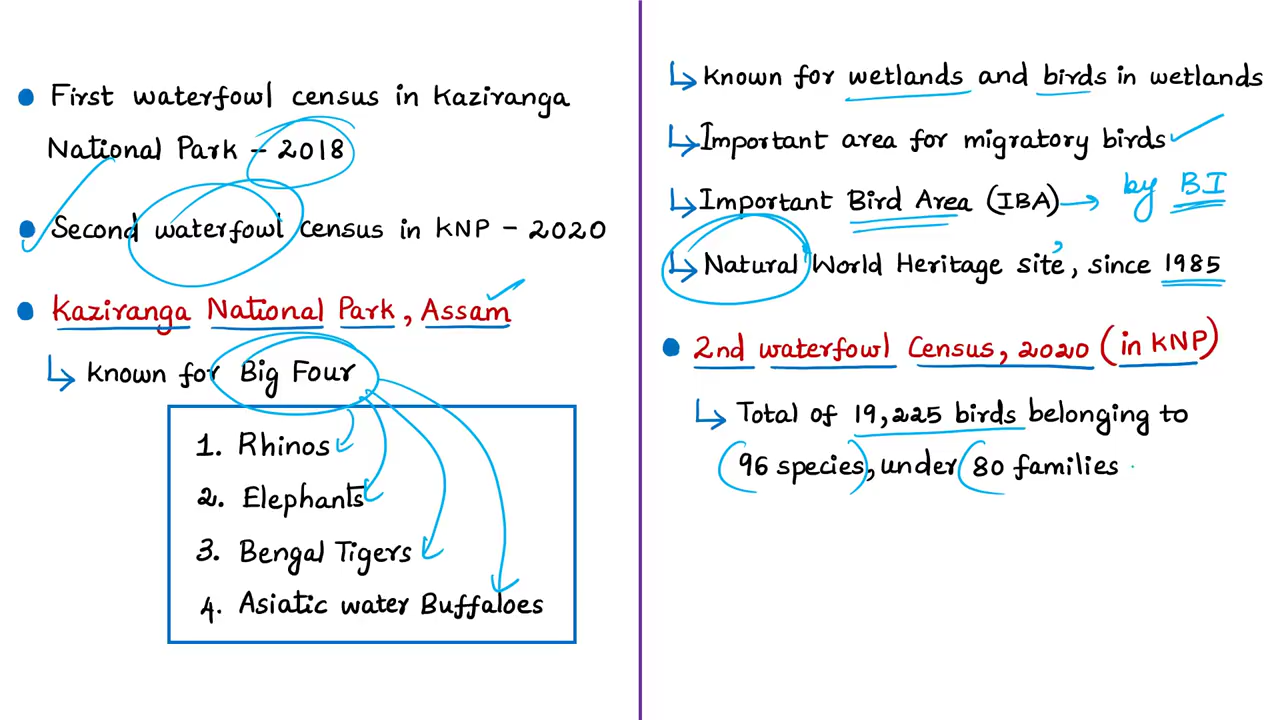 First waterfowl census in Kaziranga
National Park - 2018
Second waterfowl census in KNP - 2020
Kaziranga National Park, Assam
known for Big Four
1. Rhinos
2. Elephants
3. Bengal Tigers
4. Asiatic water Buffaloes
known for wetlands and birds in wetlands
Important area for migratory birds
Important Bird Area (IBA) → by BI
Natural World Heritage site, since 1985
2nd waterfowl Census, 2020 (in KNP)
Total of 19,225 birds belonging to
96 species, under 80 families